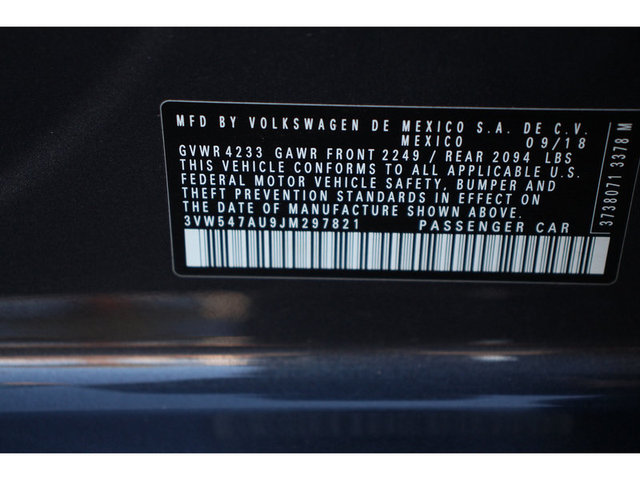 MFD BY VOLKSWAGEN DE MEXICO S.A. DE C.V.
MEXICO 09/18
GVWR 4233 GAWR FRONT 2249 / REAR 2094 LBS
THIS VEHICLE CONFORMS TO ALL APPLICABLE U.S.
FEDERAL MOTOR VEHICLE SAFETY, BUMPER AND
THEFT PREVENTION STANDARDS IN EFFECT ON
THE DATE OF MANUFACTURE SHOWN ABOVE.
3VW547AU9JM297821 PASSENGER CAR
3738071 3378 M